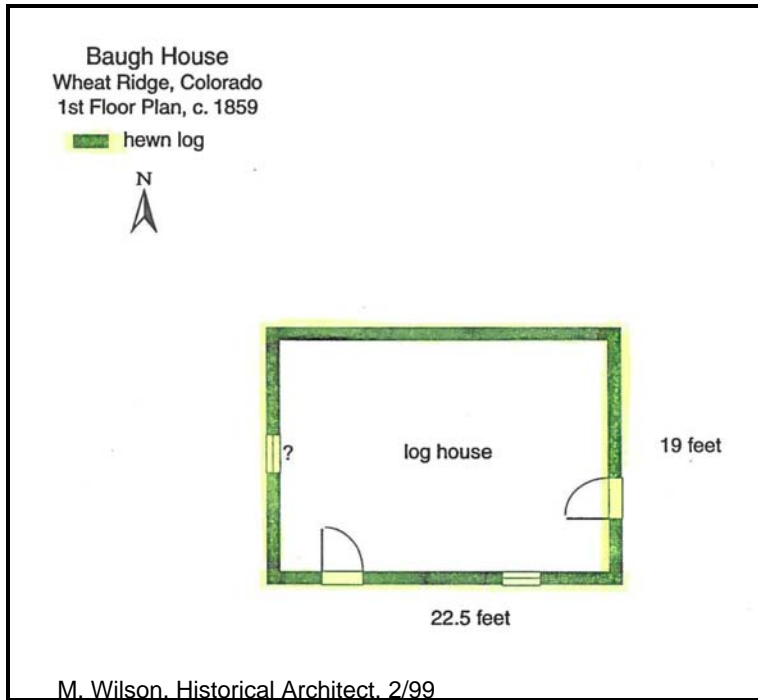 Baugh House
Wheat Ridge, Colorado
1st Floor Plan, c. 1859
hewn log
N
?
log house
19 feet
22.5 feet
M. Wilson, Historical Architect, 2/99